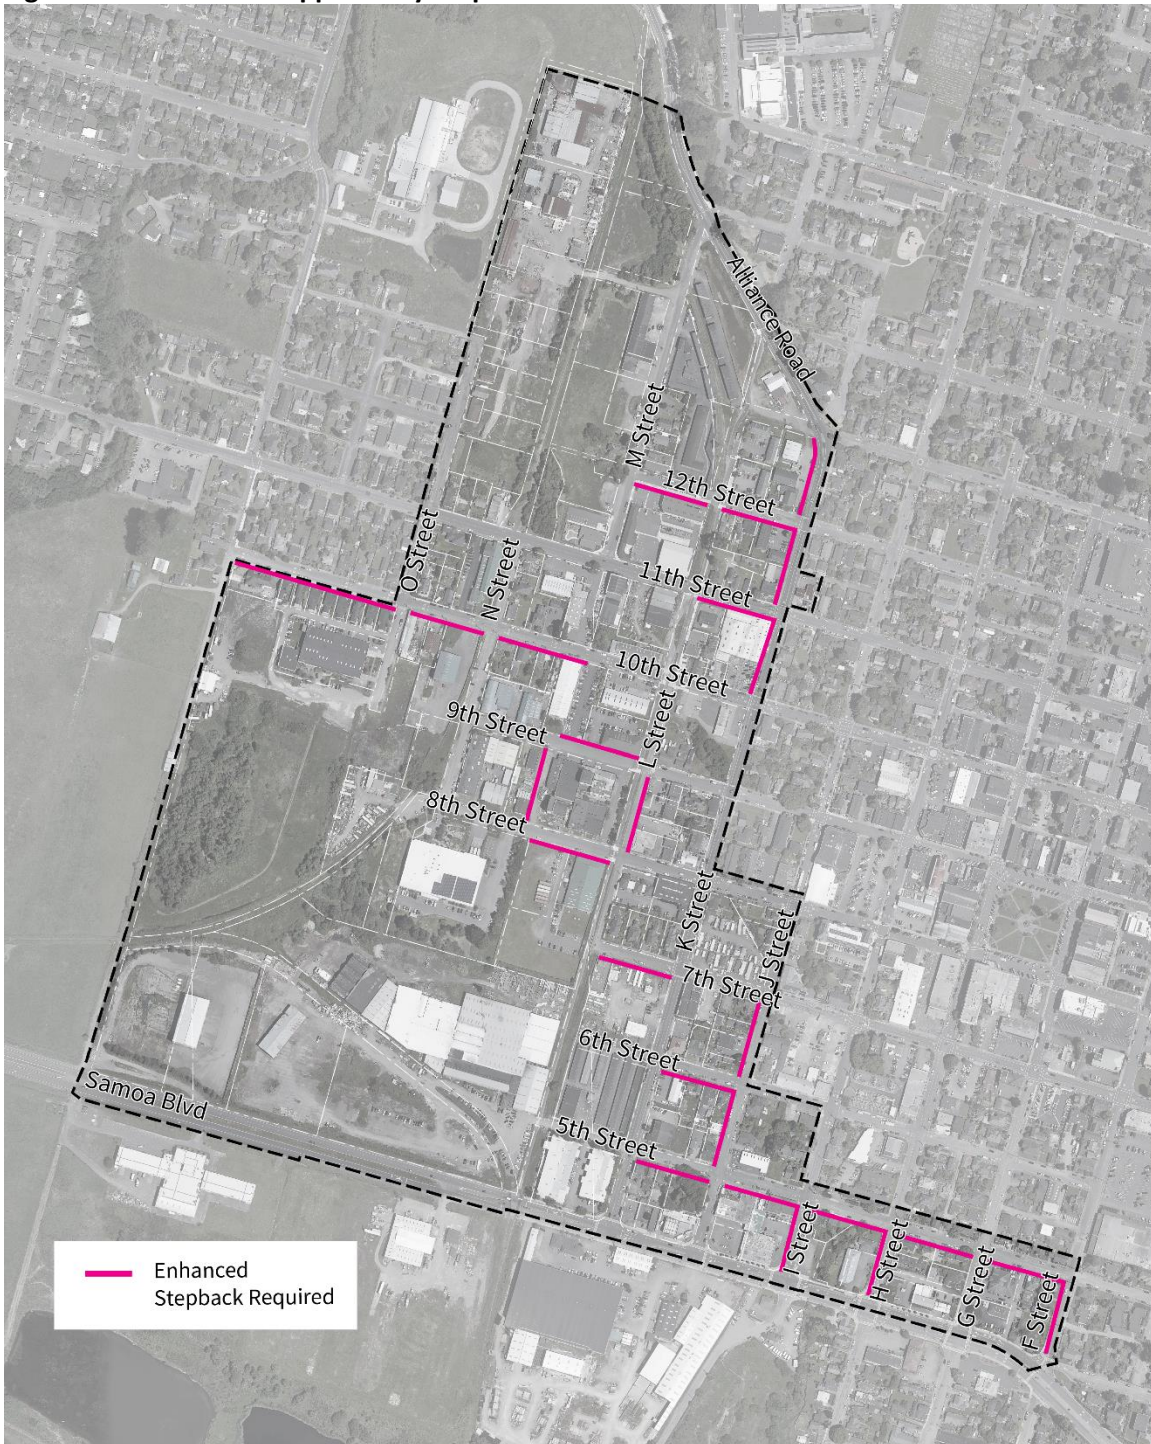 Alliance Road
M Street
12th Street
O Street
N Street
11th Street
10th Street
9th Street
L Street
8th Street
K Street
J Street
7th Street
6th Street
Samoa Blvd
5th Street
I Street
H Street
G Street
F Street
Enhanced
Stepback Required